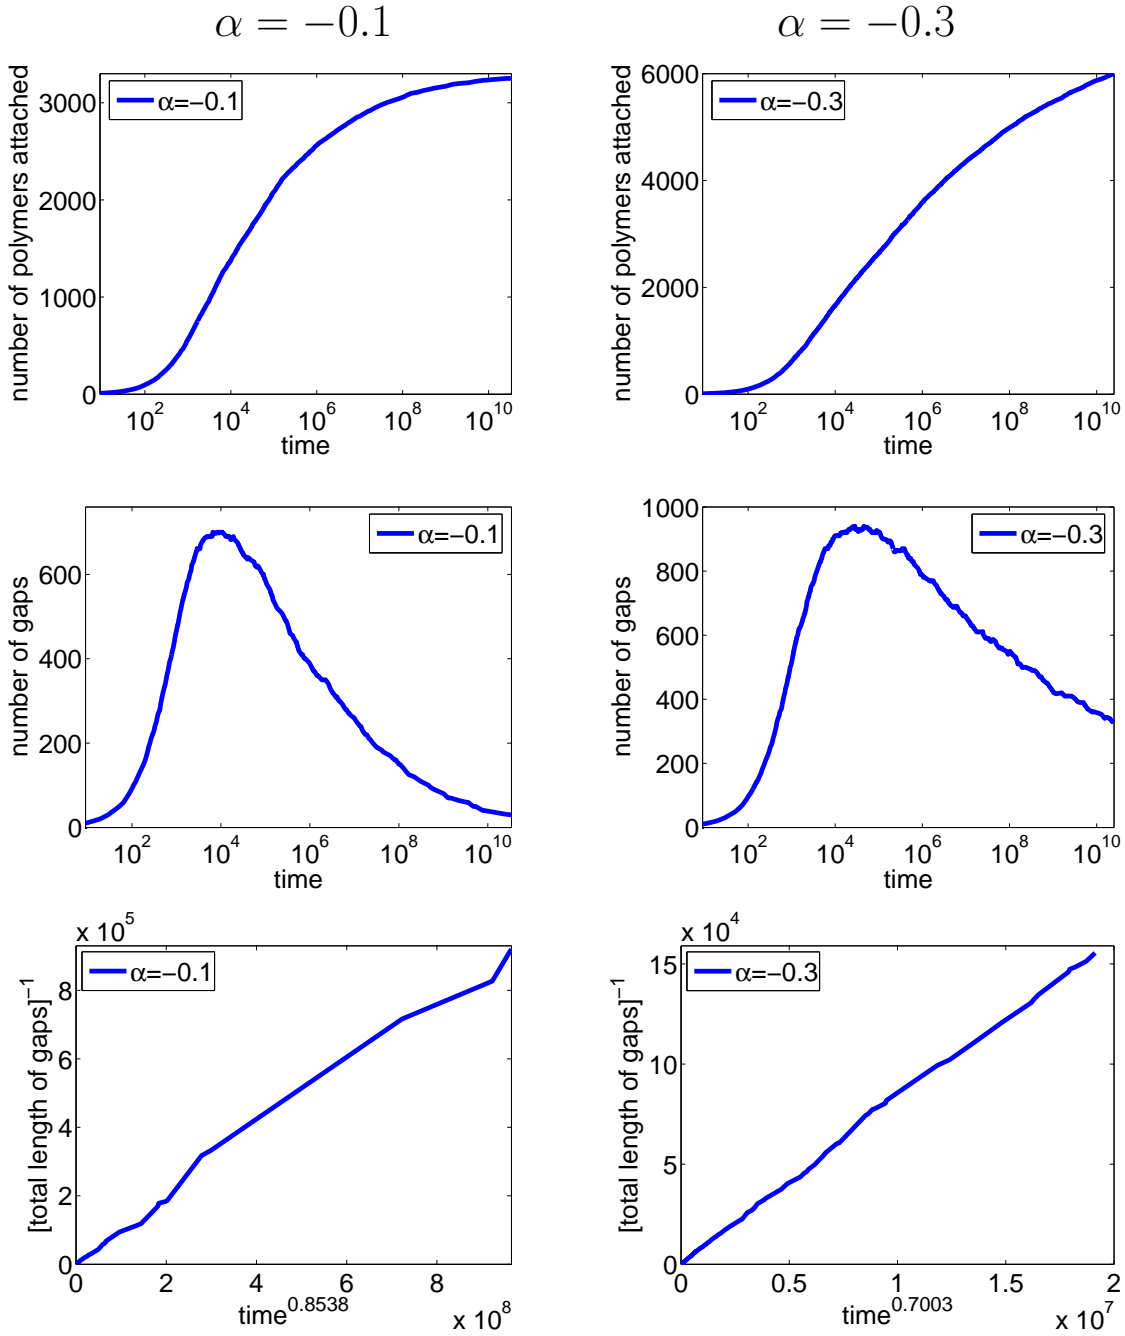 α = −0.1
α = −0.3
number of polymers attached
3000
2000
1000
0
α=−0.1
10^2 10^4 10^6 10^8 10^10
time
number of polymers attached
6000
4000
2000
0
α=−0.3
10^2 10^4 10^6 10^8 10^10
time
number of gaps
600
400
200
0
α=−0.1
10^2 10^4 10^6 10^8 10^10
time
number of gaps
1000
800
600
400
200
0
α=−0.3
10^2 10^4 10^6 10^8 10^10
time
x 10^5
[total length of gaps]^−1
8
6
4
2
0
α=−0.1
0 2 4 6 8
time^0.8538
x 10^8
x 10^4
[total length of gaps]^−1
15
10
5
0
α=−0.3
0 0.5 1 1.5 2
time^0.7003
x 10^7